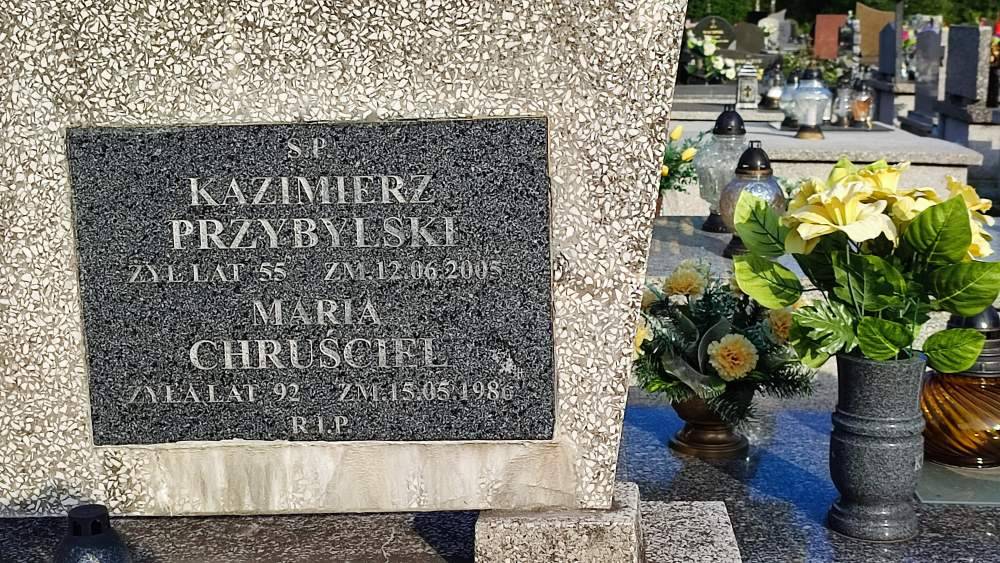 Ś.P.
KAZIMIERZ
PRZYBYLSKI
ŻYŁ LAT 55 ZM.12.06.2005
MARIA
CHRUŚCIEL
ŻYŁA LAT 92 ZM.15.05.1986
R.I.P.